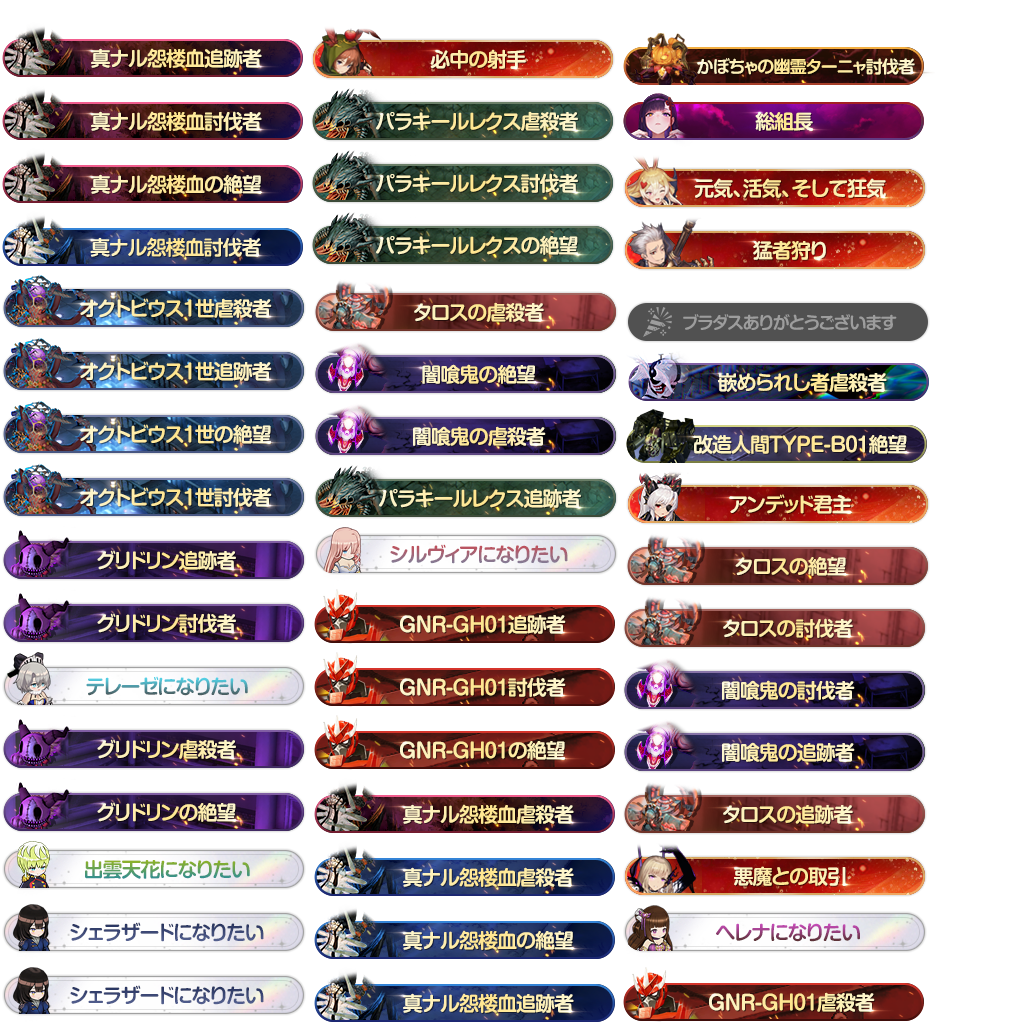 真ナル怨楼血追跡者
真ナル怨楼血討伐者
真ナル怨楼血の絶望
真ナル怨楼血討伐者
オクトビウス1世虐殺者
オクトビウス1世追跡者
オクトビウス1世の絶望
オクトビウス1世討伐者
グリドリン追跡者
グリドリン討伐者
テレーゼになりたい
グリドリン虐殺者
グリドリンの絶望
出雲天花になりたい
シェラザードになりたい
シェラザードになりたい
必中の射手
パラキールレクス虐殺者
パラキールレクス討伐者
パラキールレクスの絶望
タロスの虐殺者
闇喰鬼の絶望
闇喰鬼の虐殺者
パラキールレクス追跡者
シルヴィアになりたい
GNR-GH01追跡者
GNR-GH01討伐者
GNR-GH01の絶望
真ナル怨楼血虐殺者
真ナル怨楼血虐殺者
真ナル怨楼血の絶望
真ナル怨楼血追跡者
かぼちゃの幽霊ターニャ討伐者
総組長
元気、活気、そして狂気
猛者狩り
ブラダスありがとうございます
嵌められし者虐殺者
改造人間TYPE-B01絶望
アンデッド君主
タロスの絶望
タロスの討伐者
闇喰鬼の討伐者
闇喰鬼の追跡者
タロスの追跡者
悪魔との取引
ヘレナになりたい
GNR-GH01虐殺者